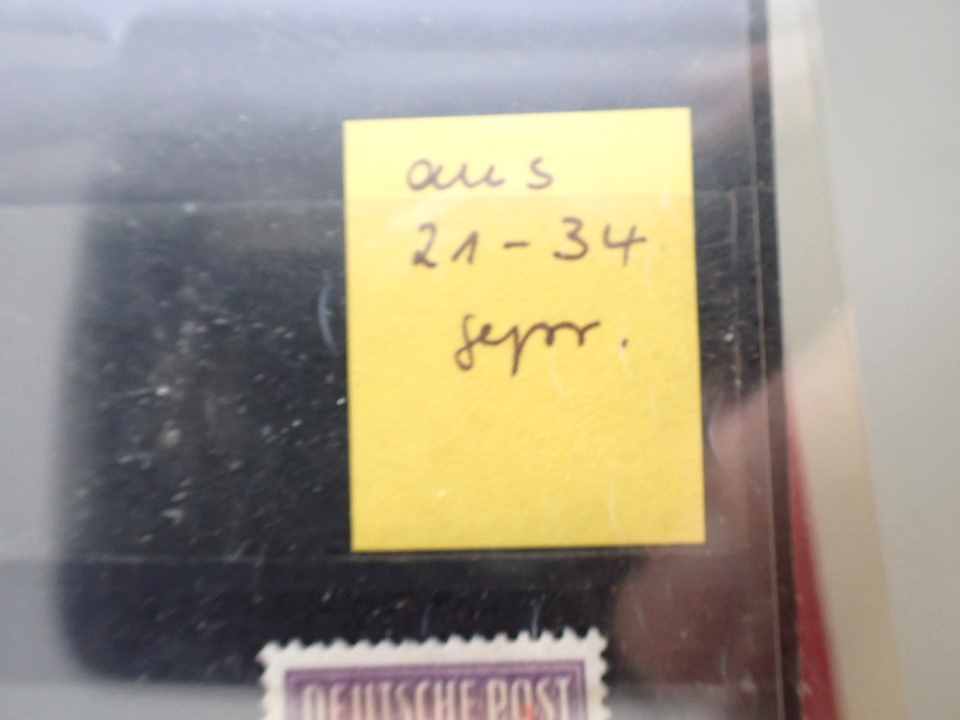 aus
21-34
gepr.
DEUTSCHE POST